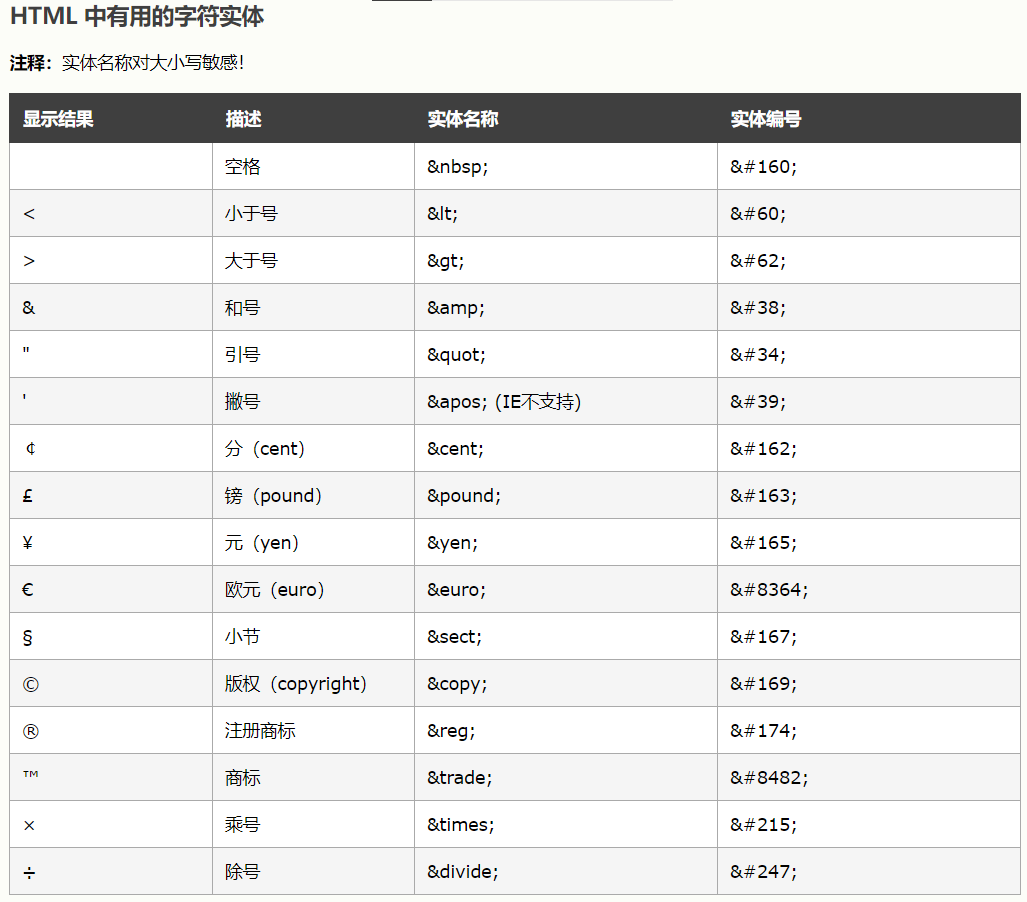 HTML 中有用的字符实体
注释：实体名称对大小写敏感！
显示结果 描述 实体名称 实体编号
空格 &nbsp; &#160;
< 小于号 &lt; &#60;
> 大于号 &gt; &#62;
& 和号 &amp; &#38;
" 引号 &quot; &#34;
' 撇号 &apos; (IE不支持) &#39;
¢ 分（cent） &cent; &#162;
£ 镑（pound） &pound; &#163;
¥ 元（yen） &yen; &#165;
€ 欧元（euro） &euro; &#8364;
§ 小节 &sect; &#167;
© 版权（copyright） &copy; &#169;
® 注册商标 &reg; &#174;
™ 商标 &trade; &#8482;
× 乘号 &times; &#215;
÷ 除号 &divide; &#247;